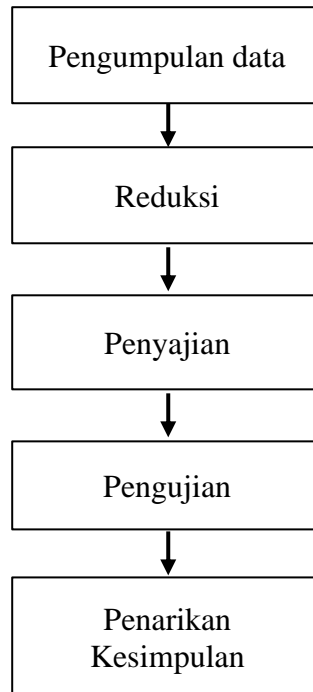 Pengumpulan data
Reduksi
Penyajian
Pengujian
Penarikan
Kesimpulan